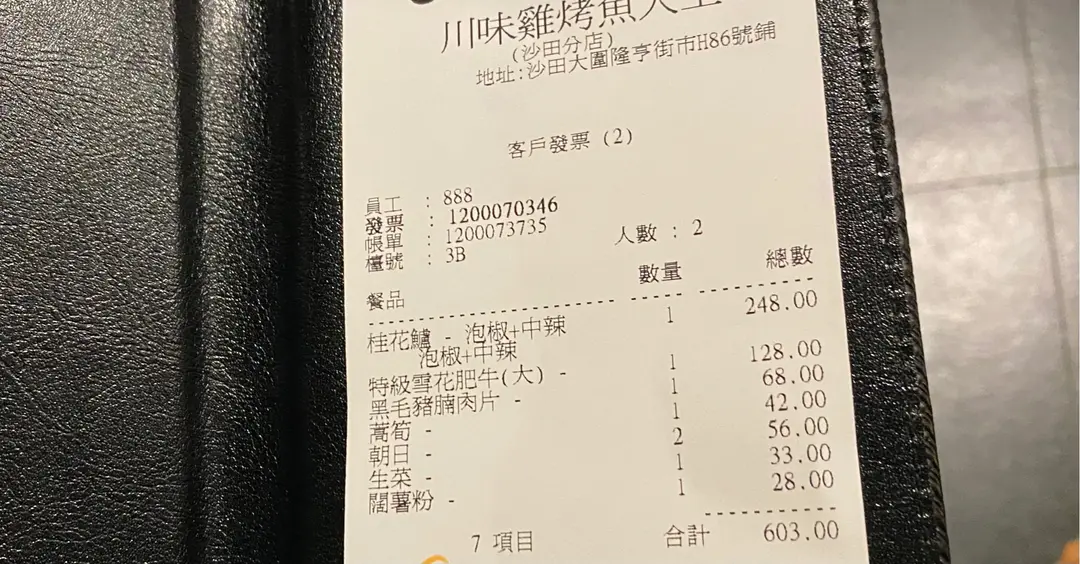 川味雞烤魚大王
(沙田分店)
地址:沙田大圍隆亨街市H86號鋪
客戶發票 (2)
員工 : 888
發票 : 1200070346
帳單 : 1200073735
檯號 : 3B 人數 : 2
餐品 數量 總數
桂花鱸 - 泡椒+中辣 1 248.00
泡椒+中辣
特級雪花肥牛(大) - 1 128.00
黑毛豬腩肉片 - 1 68.00
萵筍 - 1 42.00
朝日 - 2 56.00
生菜 - 1 33.00
闊薯粉 - 1 28.00
7 項目 合計 603.00